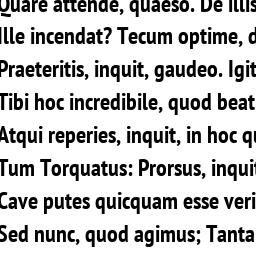 Quare attende, quaeso. De illis
Ille incendat? Tecum optime, d
Praeteritis, inquit, gaudeo. Igit
Tibi hoc incredibile, quod beat
Atqui reperies, inquit, in hoc qu
Tum Torquatus: Prorsus, inquit
Cave putes quicquam esse veri
Sed nunc, quod agimus; Tanta